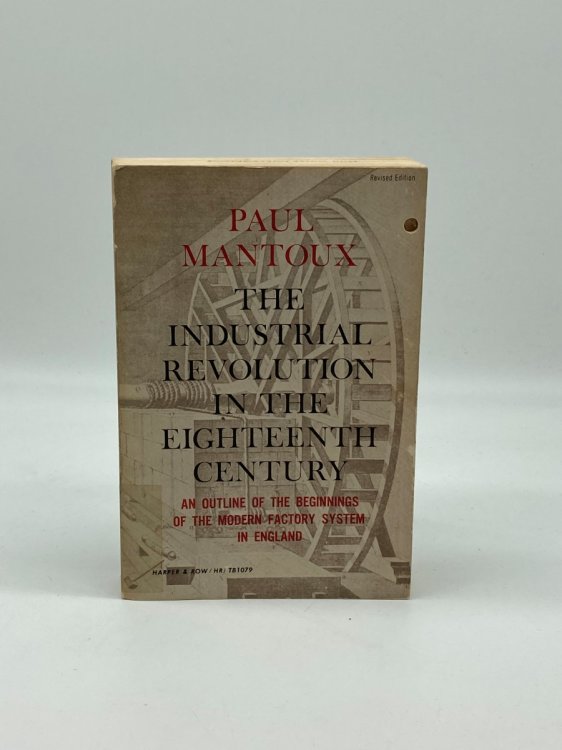 Revised Edition
PAUL
MANTOUX
THE
INDUSTRIAL
REVOLUTION
IN THE
EIGHTEENTH
CENTURY
AN OUTLINE OF THE BEGINNINGS
OF THE MODERN FACTORY SYSTEM
IN ENGLAND
HARPER & ROW/HR/TB1079